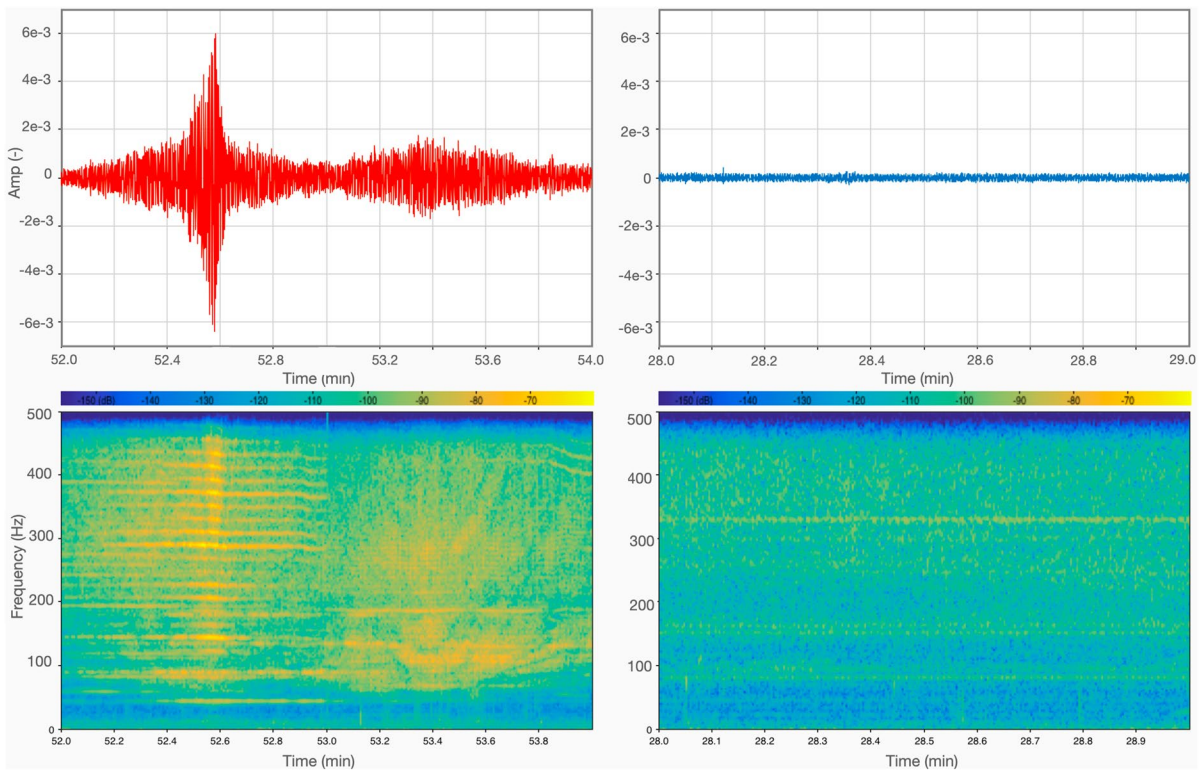 6e-3
4e-3
2e-3
0
-2e-3
-4e-3
-6e-3
Amp (-)
52.0 52.4 52.8 53.2 53.6 54.0
Time (min)
6e-3
4e-3
2e-3
0
-2e-3
-4e-3
-6e-3
28.0 28.2 28.4 28.6 28.8 29.0
Time (min)
-150 (dB) -140 -130 -120 -110 -100 -90 -80 -70
500
400
300
200
100
0
Frequency (Hz)
52.0 52.2 52.4 52.6 52.8 53.0 53.2 53.4 53.6 53.8
Time (min)
-150 (dB) -140 -130 -120 -110 -100 -90 -80 -70
500
400
300
200
100
0
28.0 28.1 28.2 28.3 28.4 28.5 28.6 28.7 28.8 28.9
Time (min)